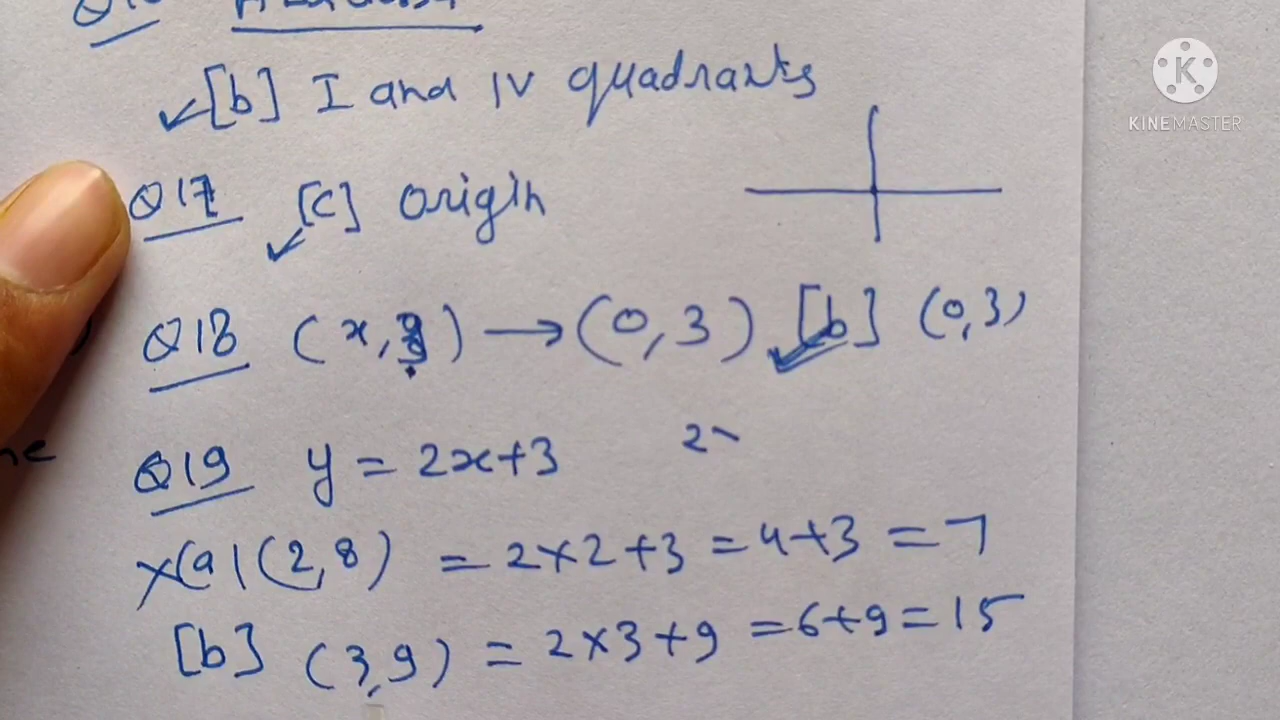 [b] I and IV quadrants
KINEMASTER
Q17 [c] origin
Q18 (x,y) → (0,3) [b] (0,3)
Q19 y = 2x+3
x(a) (2,8) = 2×2+3 = 4+3 = 7
[b] (3,9) = 2×3+9 = 6+9 = 15